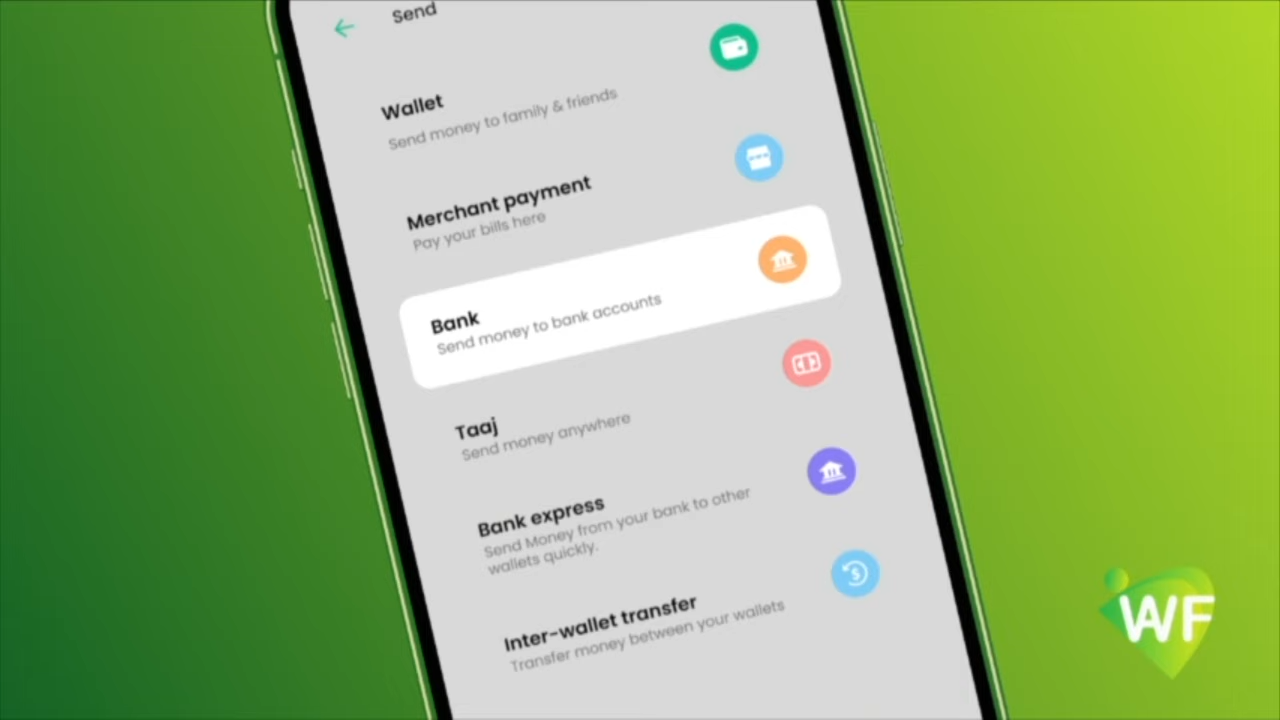 Send
Wallet
Send money to family & friends
Merchant payment
Pay your bills here
Bank
Send money to bank accounts
Taaj
Send money anywhere
Bank express
Send Money from your bank to other
wallets quickly.
Inter-wallet transfer
Transfer money between your wallets
WF